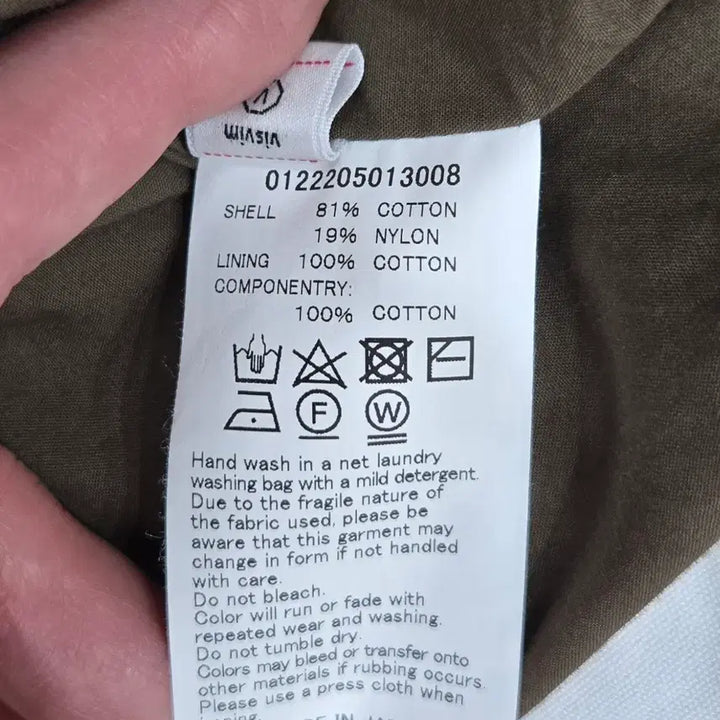 visvim
0122205013008
SHELL 81% COTTON
19% NYLON
LINING 100% COTTON
COMPONENTRY:
100% COTTON
F W
Hand wash in a net laundry
washing bag with a mild detergent.
Due to the fragile nature of
the fabric used, please be
aware that this garment may
change in form if not handled
with care.
Do not bleach.
Color will run or fade with
repeated wear and washing.
Do not tumble dry.
Colors may bleed or transfer onto
other materials if rubbing occurs.
Please use a press cloth when